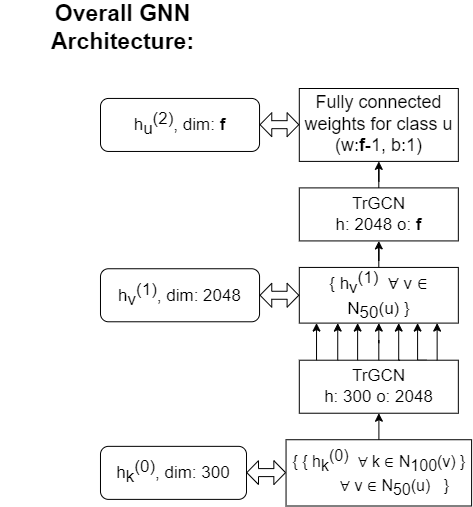 Overall GNN
Architecture:
hu(2), dim: f
Fully connected
weights for class u
(w:f-1, b:1)
TrGCN
h: 2048 o: f
hv(1), dim: 2048
{ hv(1) ∀ v ∈
N50(u) }
TrGCN
h: 300 o: 2048
hk(0), dim: 300
{ { hk(0) ∀ k ∈ N100(v) }
∀ v ∈ N50(u) }